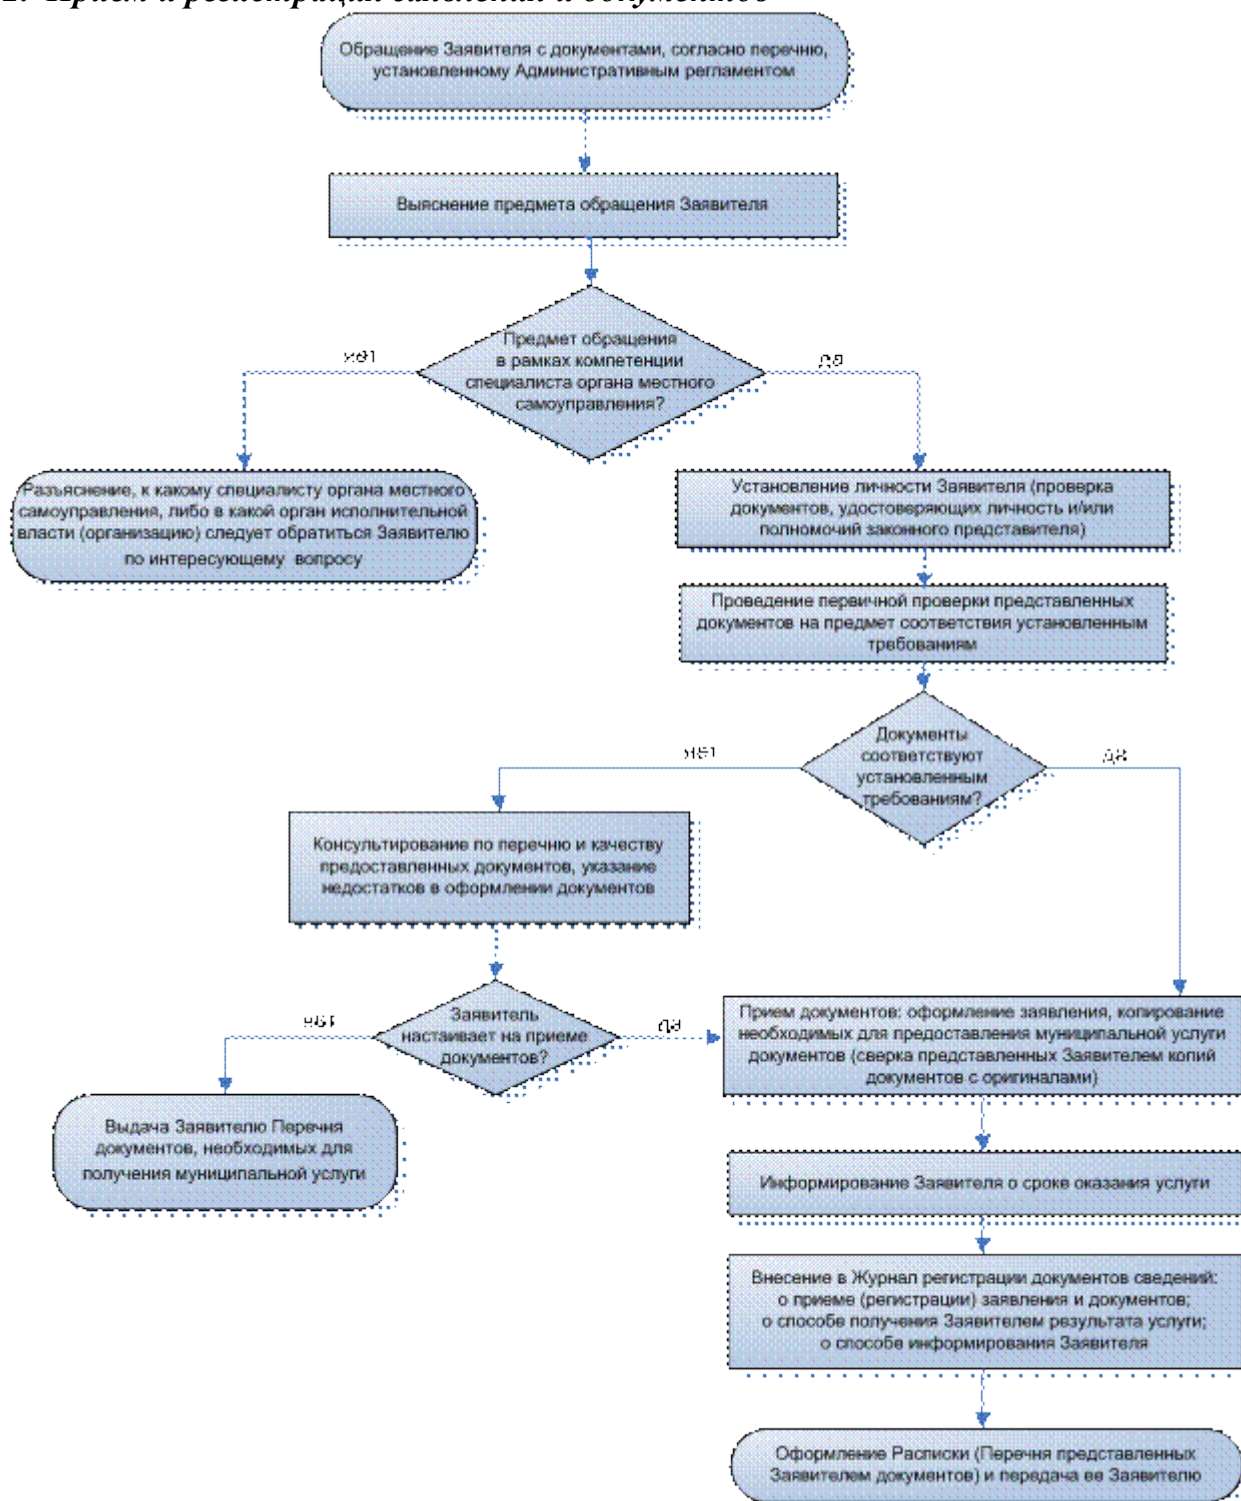 Прием и регистрация заявления и документов
Обращение Заявителя с документами, согласно перечню,
установленному Административным регламентом
Выяснение предмета обращения Заявителя
Предмет обращения
в рамках компетенции
специалиста органа местного
самоуправления?
нет
да
Разъяснение, к какому специалисту органа местного
самоуправления, либо в какой орган исполнительной
власти (организацию) следует обратиться Заявителю
по интересующему вопросу
Установление личности Заявителя (проверка
документов, удостоверяющих личность и/или
полномочий законного представителя)
Проведение первичной проверки представленных
документов на предмет соответствия установленным
требованиям
Документы
соответствуют
установленным
требованиям?
нет
да
Консультирование по перечню и качеству
предоставленных документов, указание
недостатков в оформлении документов
Заявитель
настаивает на приеме
документов?
нет
да
Прием документов: оформление заявления, копирование
необходимых для предоставления муниципальной услуги
документов (сверка представленных Заявителем копий
документов с оригиналами)
Выдача Заявителю Перечня
документов, необходимых для
получения муниципальной услуги
Информирование Заявителя о сроке оказания услуги
Внесение в Журнал регистрации документов сведений:
о приеме (регистрации) заявления и документов;
о способе получения Заявителем результата услуги;
о способе информирования Заявителя
Оформление Расписки (Перечня представленных
Заявителем документов) и передача ее Заявителю